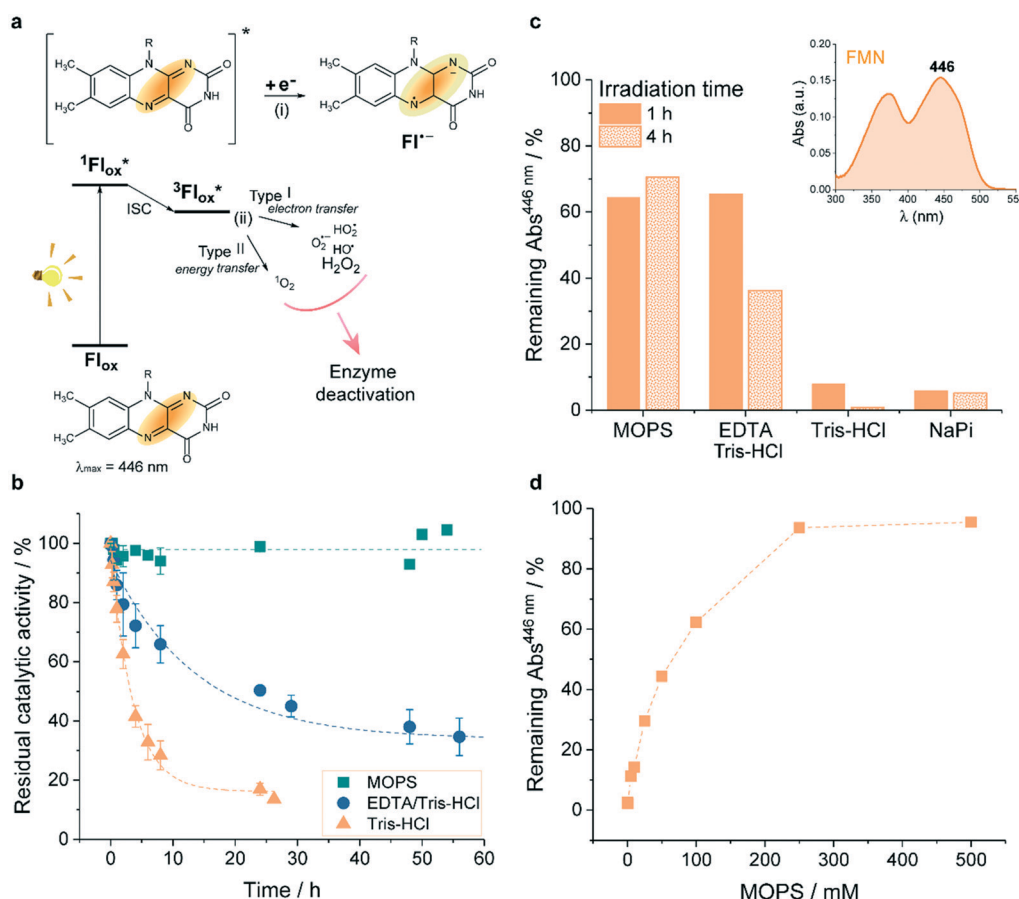 a
*
R
H₃C
H₃C
N
N
O
N
NH
O
+ e⁻
(i)
R
H₃C
H₃C
N
N
O
N
NH
O
Fl•−
¹Flox*
ISC
³Flox*
(ii)
Type I
electron transfer
Type II
energy transfer
O₂•− HO₂•
HO•
H₂O₂
¹O₂
Enzyme
deactivation
Flox
R
H₃C
H₃C
N
N
O
N
NH
O
λmax = 446 nm
b
Residual catalytic activity / %
100
80
60
40
20
0
MOPS
EDTA/Tris-HCl
Tris-HCl
0 10 20 30 40 50 60
Time / h
c
Remaining Abs⁴⁴⁶ ⁿᵐ / %
100
80
60
40
20
0
Irradiation time
1 h
4 h
MOPS
EDTA
Tris-HCl
Tris-HCl
NaPi
FMN
446
Abs (a.u.)
0.20
0.15
0.10
0.05
0.0
300 350 400 450 500
λ (nm)
d
Remaining Abs⁴⁴⁶ ⁿᵐ / %
100
80
60
40
20
0
0 100 200 300 400 500
MOPS / mM